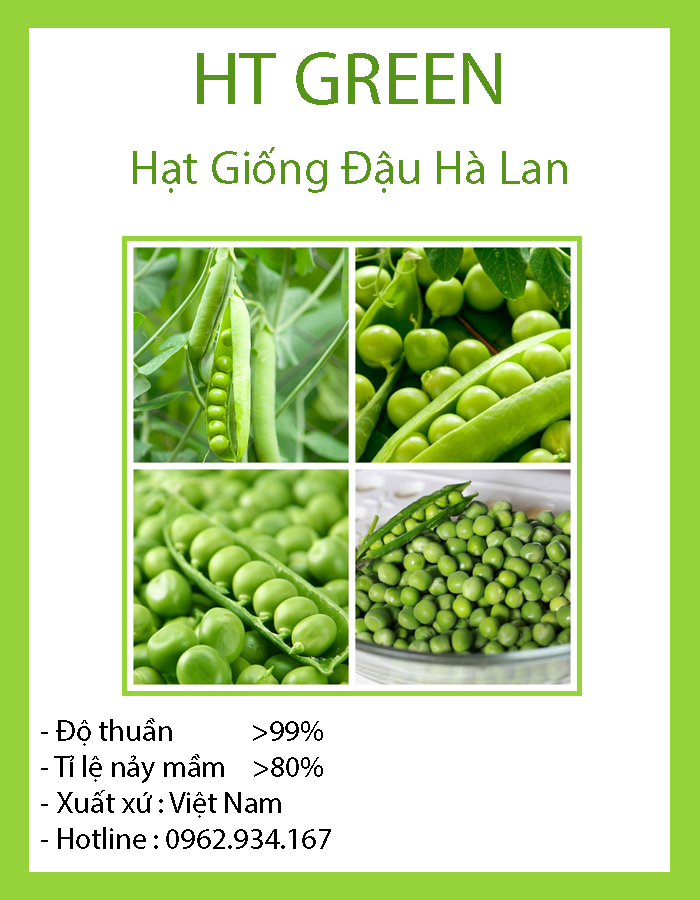 HT GREEN
Hạt Giống Đậu Hà Lan
- Độ thuần >99%
- Tỉ lệ nảy mầm >80%
- Xuất xứ : Việt Nam
- Hotline : 0962.934.167